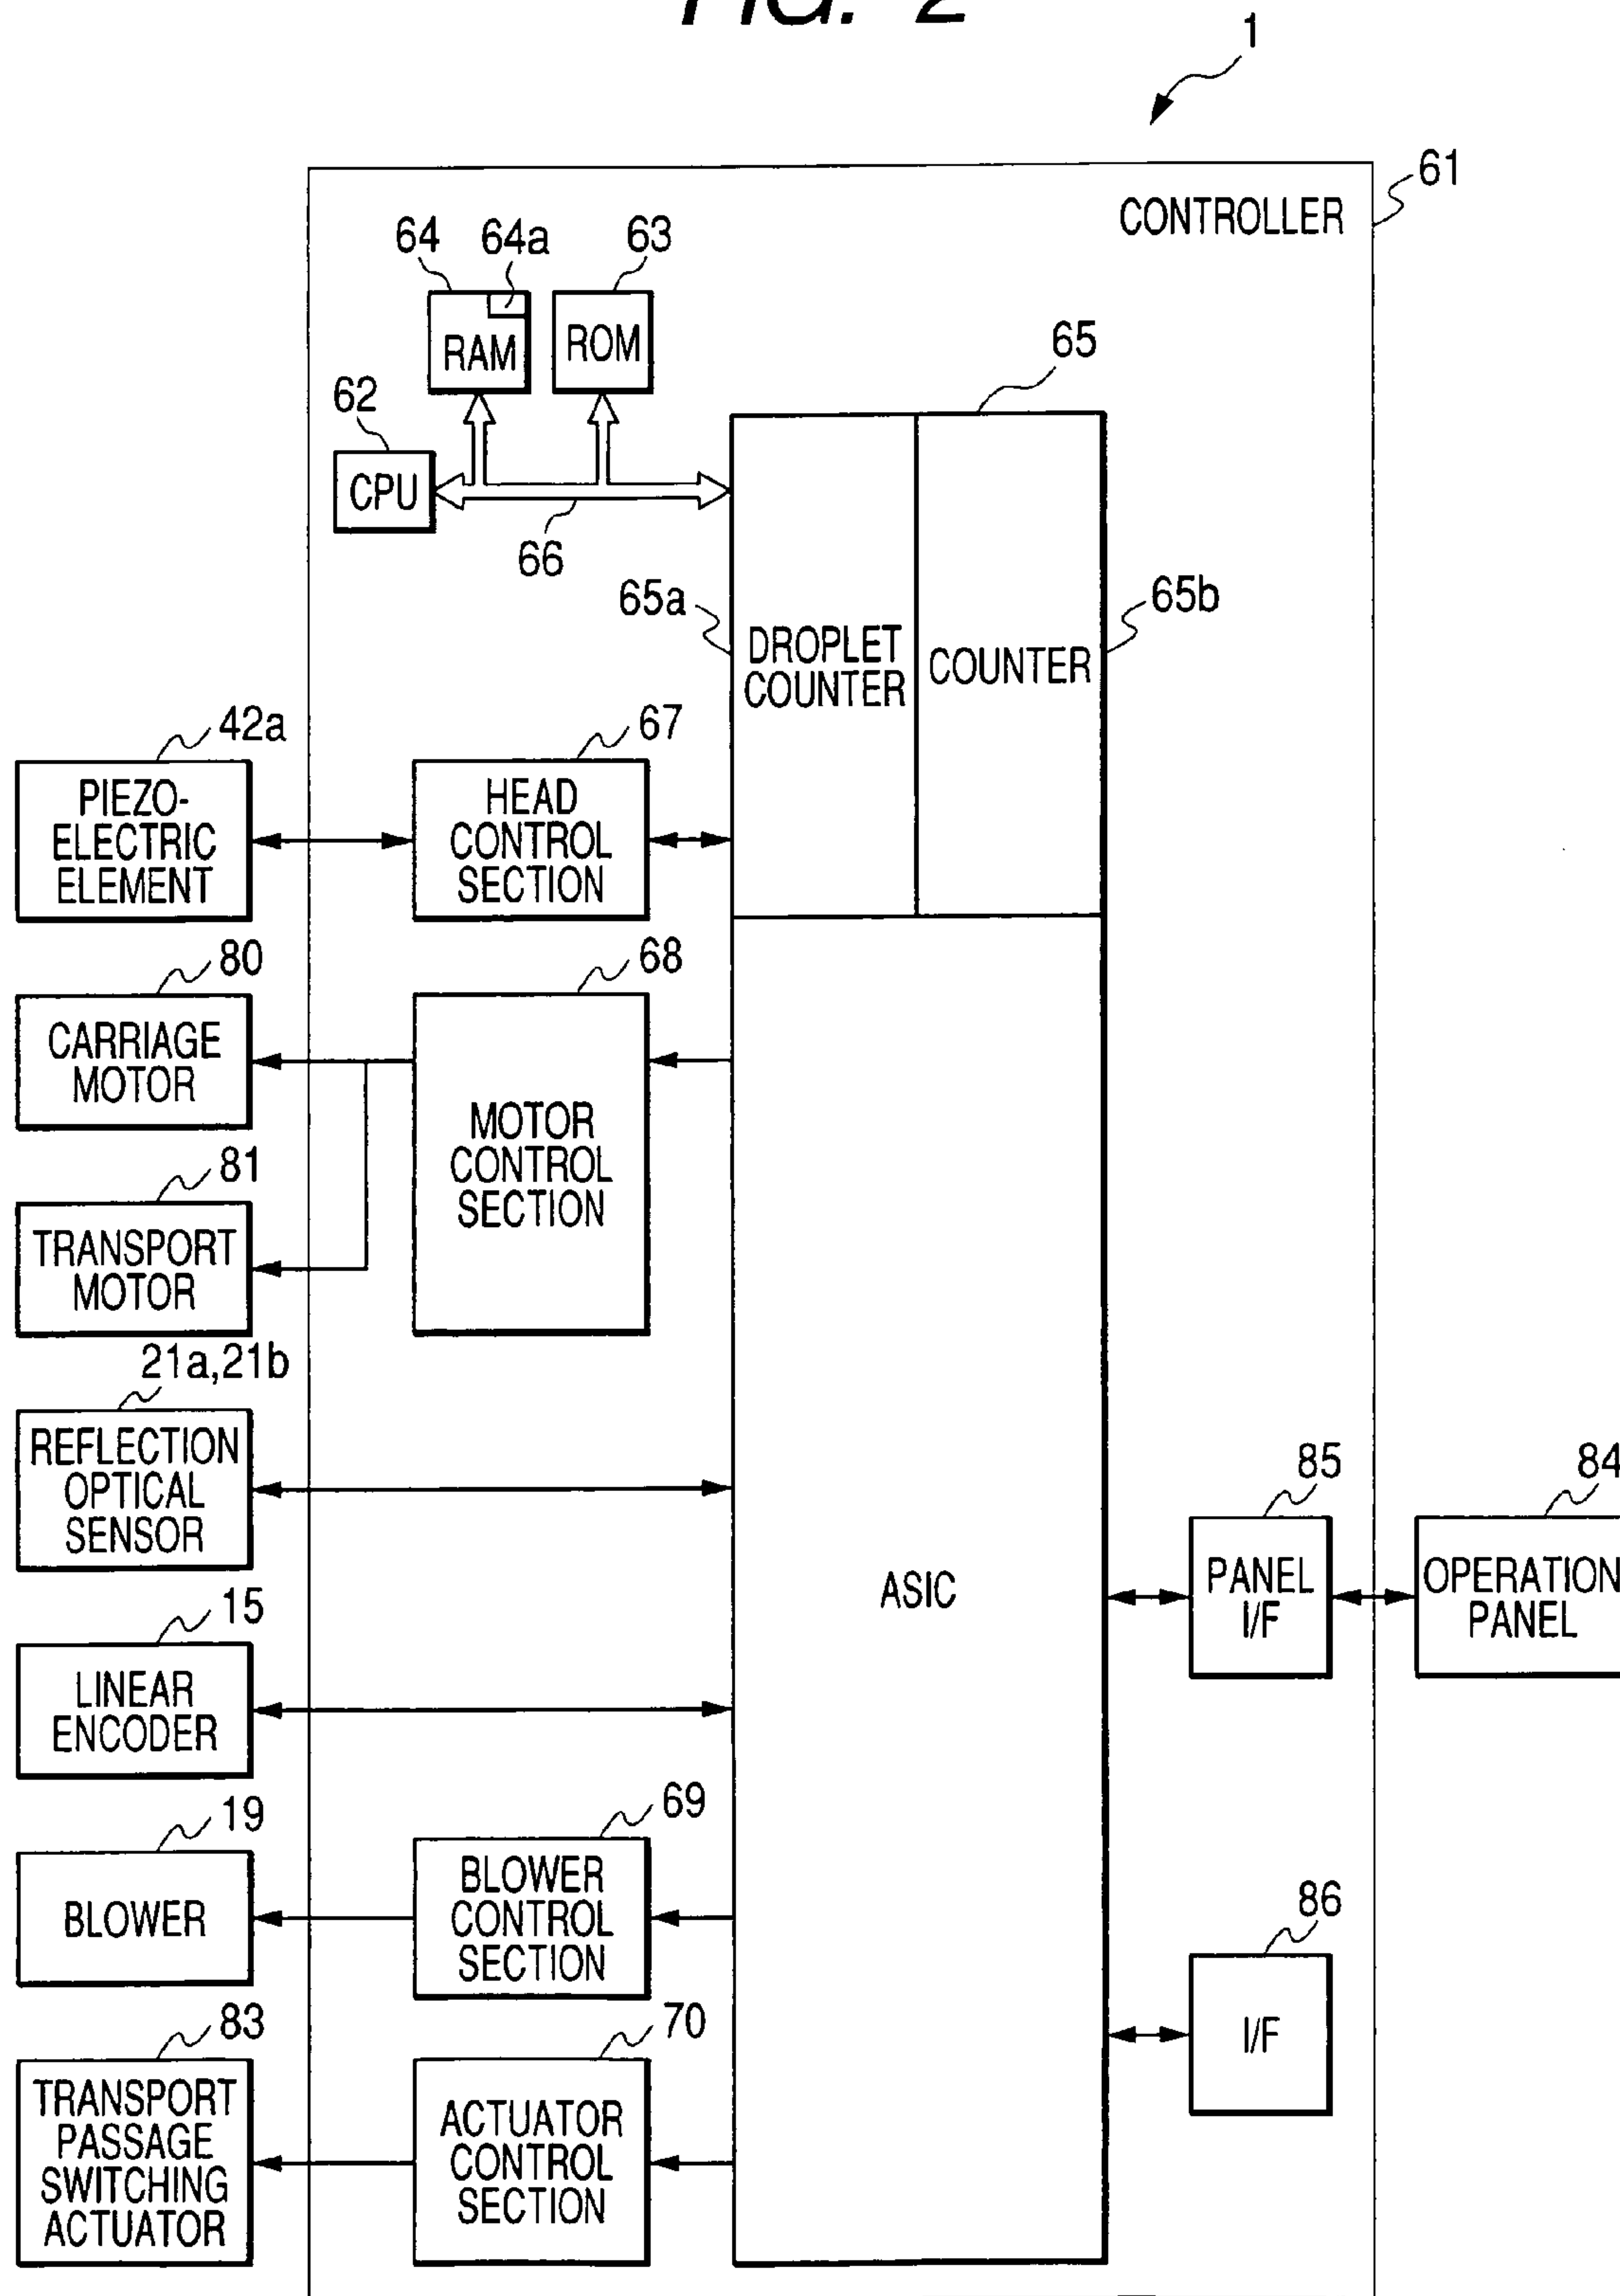 FIG. 2
1
61
CONTROLLER
64
64a
63
RAM
ROM
65
62
CPU
66
65a
65b
DROPLET
COUNTER
COUNTER
42a
67
PIEZO-
ELECTRIC
ELEMENT
HEAD
CONTROL
SECTION
80
68
CARRIAGE
MOTOR
MOTOR
CONTROL
SECTION
81
TRANSPORT
MOTOR
21a,21b
REFLECTION
OPTICAL
SENSOR
85
84
ASIC
PANEL
I/F
OPERATION
PANEL
15
LINEAR
ENCODER
19
69
BLOWER
BLOWER
CONTROL
SECTION
86
I/F
83
70
TRANSPORT
PASSAGE
SWITCHING
ACTUATOR
ACTUATOR
CONTROL
SECTION